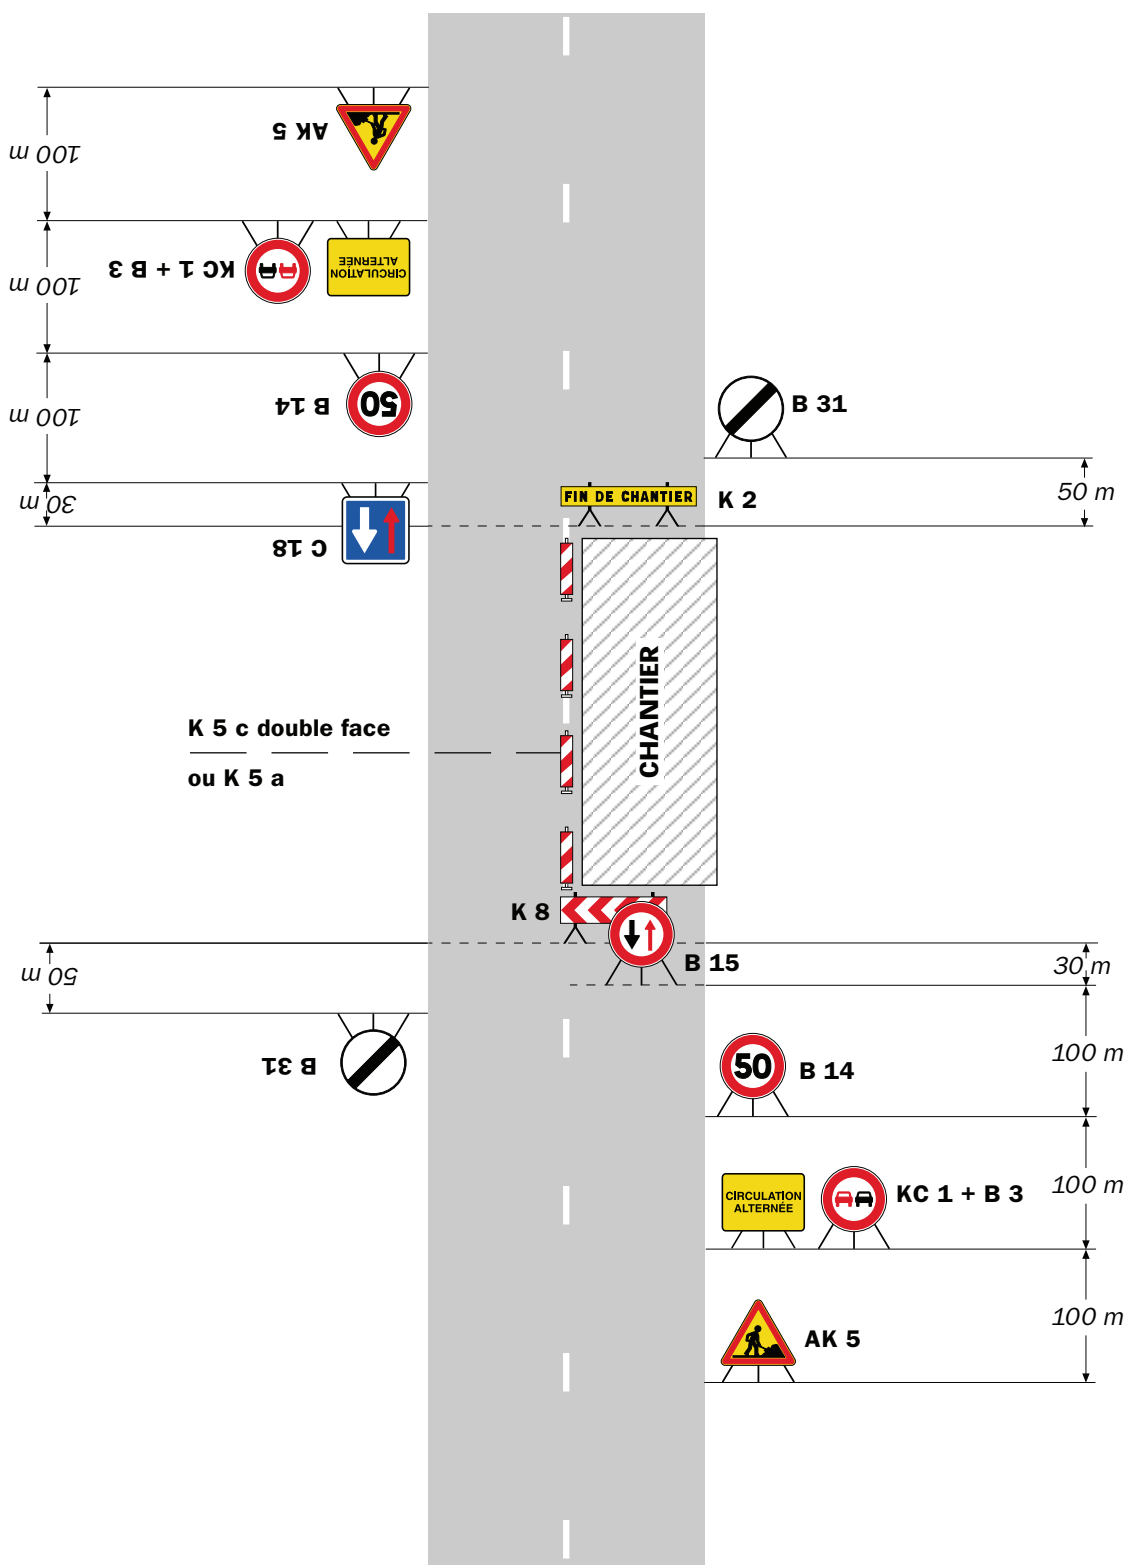 AK 5
100 m
CIRCULATION
ALTERNÉE
KC 1 + B 3
100 m
50
B 14
100 m
30 m
C 18
B 31
50 m
FIN DE CHANTIER
K 2
CHANTIER
K 5 c double face
ou K 5 a
K 8
B 15
30 m
50 m
B 31
50
B 14
100 m
CIRCULATION
ALTERNÉE
KC 1 + B 3
100 m
AK 5
100 m